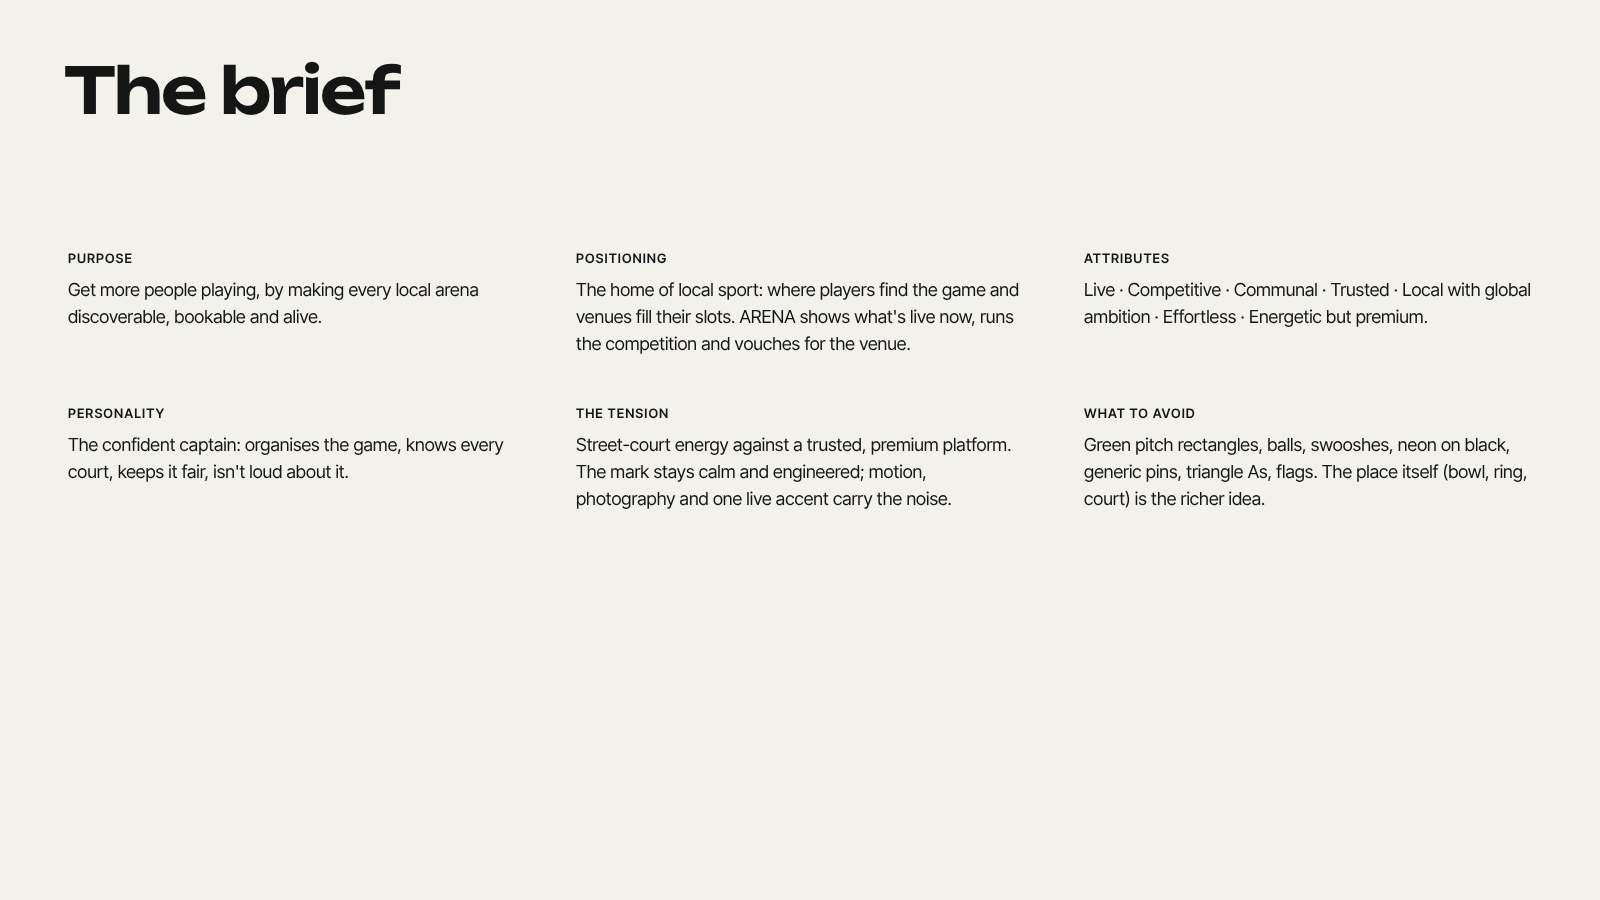 The brief
PURPOSE
Get more people playing, by making every local arena
discoverable, bookable and alive.
POSITIONING
The home of local sport: where players find the game and
venues fill their slots. ARENA shows what's live now, runs
the competition and vouches for the venue.
ATTRIBUTES
Live · Competitive · Communal · Trusted · Local with global
ambition · Effortless · Energetic but premium.
PERSONALITY
The confident captain: organises the game, knows every
court, keeps it fair, isn't loud about it.
THE TENSION
Street-court energy against a trusted, premium platform.
The mark stays calm and engineered; motion,
photography and one live accent carry the noise.
WHAT TO AVOID
Green pitch rectangles, balls, swooshes, neon on black,
generic pins, triangle As, flags. The place itself (bowl, ring,
court) is the richer idea.